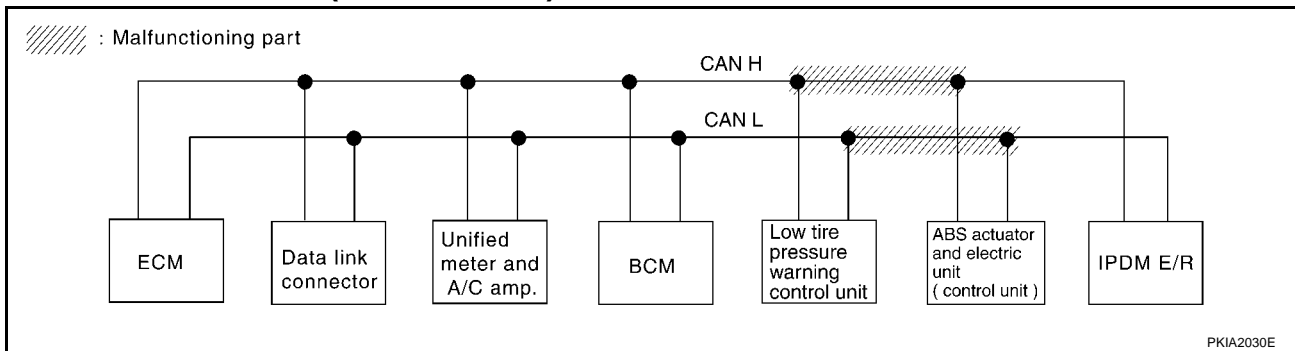 : Malfunctioning part
CAN H
CAN L
ECM
Data link
connector
Unified
meter and
A/C amp.
BCM
Low tire
pressure
warning
control unit
ABS actuator
and electric
unit
( control unit )
IPDM E/R
PKIA2030E